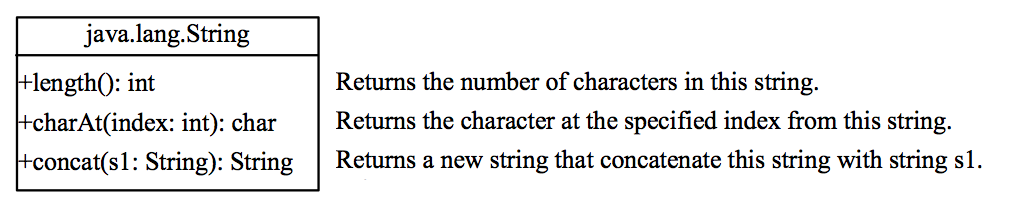 java.lang.String
+length(): int Returns the number of characters in this string.
+charAt(index: int): char Returns the character at the specified index from this string.
+concat(s1: String): String Returns a new string that concatenate this string with string s1.